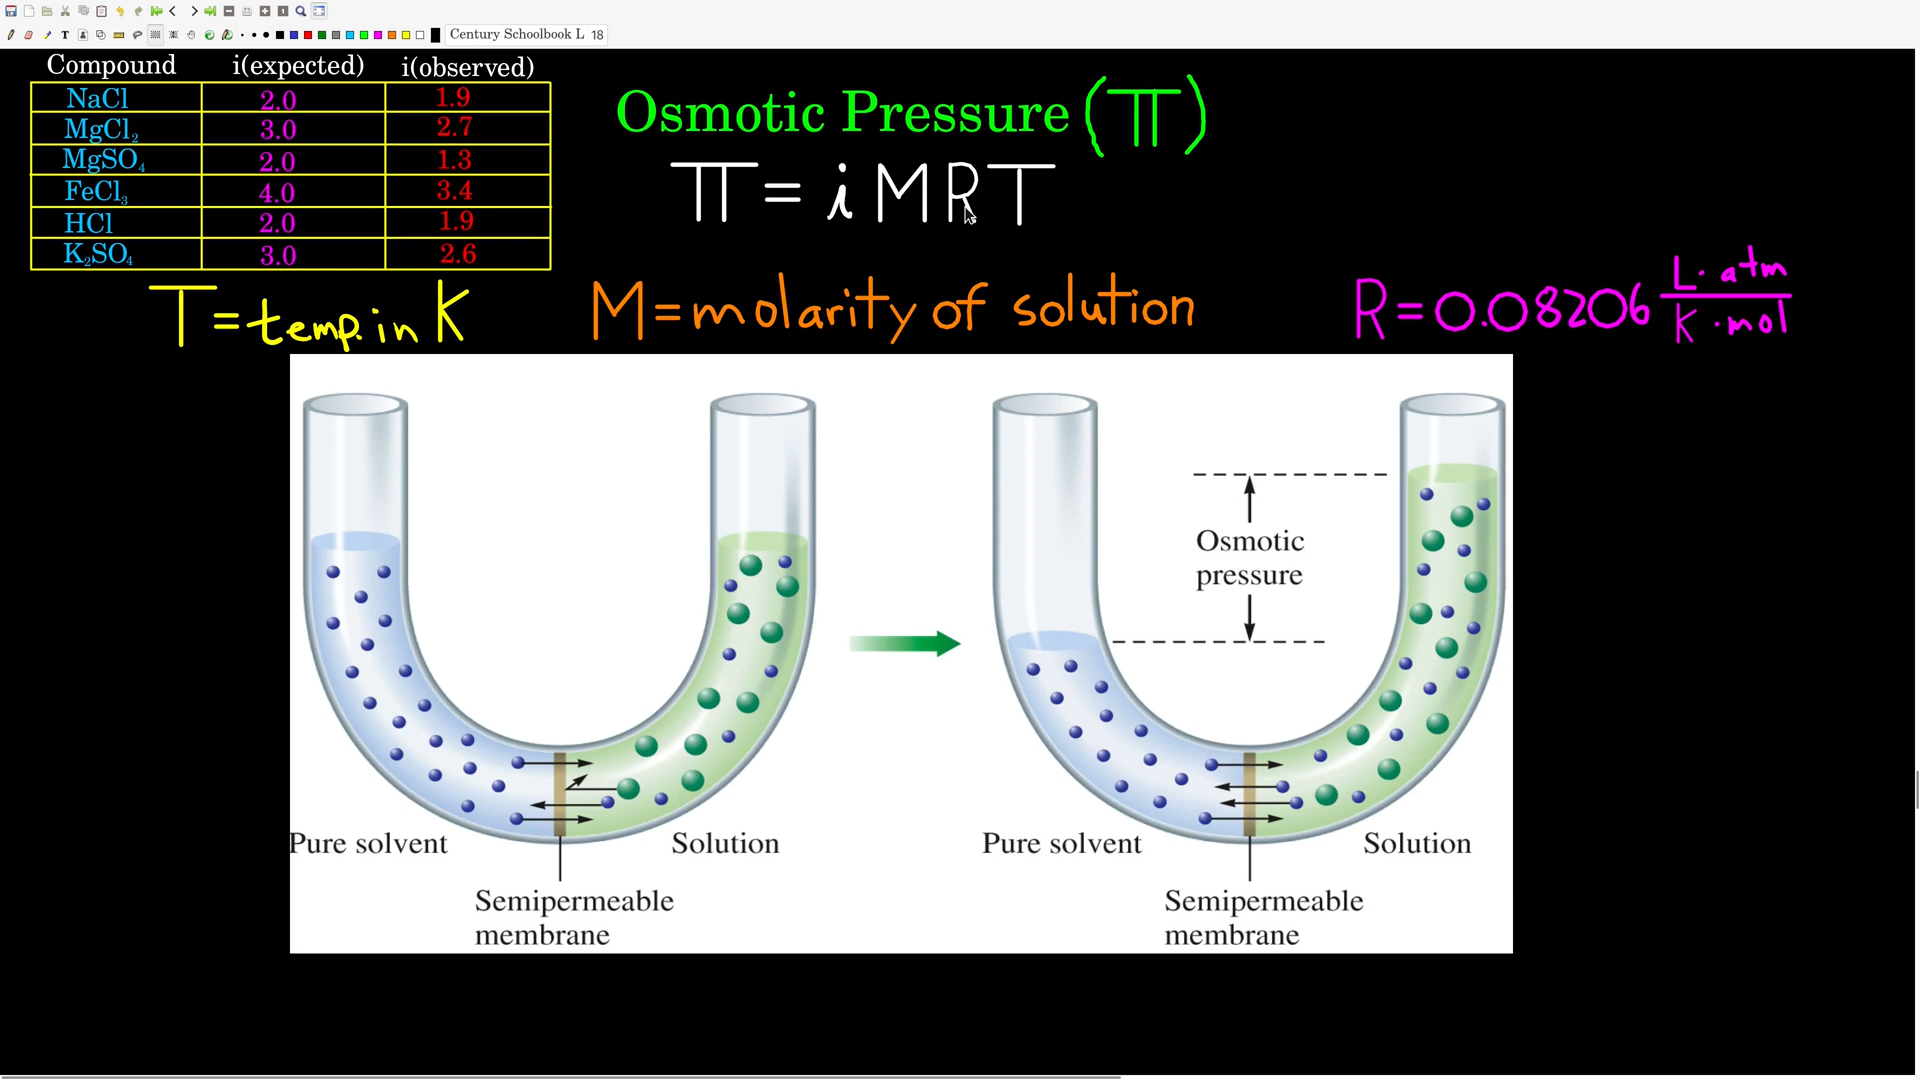 Century Schoolbook L 18
Compound i(expected) i(observed)
NaCl 2.0 1.9
MgCl₂ 3.0 2.7
MgSO₄ 2.0 1.3
FeCl₃ 4.0 3.4
HCl 2.0 1.9
K₂SO₄ 3.0 2.6
Osmotic Pressure (π)
π = i M R T
T = temp. in K
M = molarity of solution
R = 0.08206 L · atm / K · mol
Osmotic
pressure
Pure solvent Solution
Semipermeable
membrane
Pure solvent Solution
Semipermeable
membrane